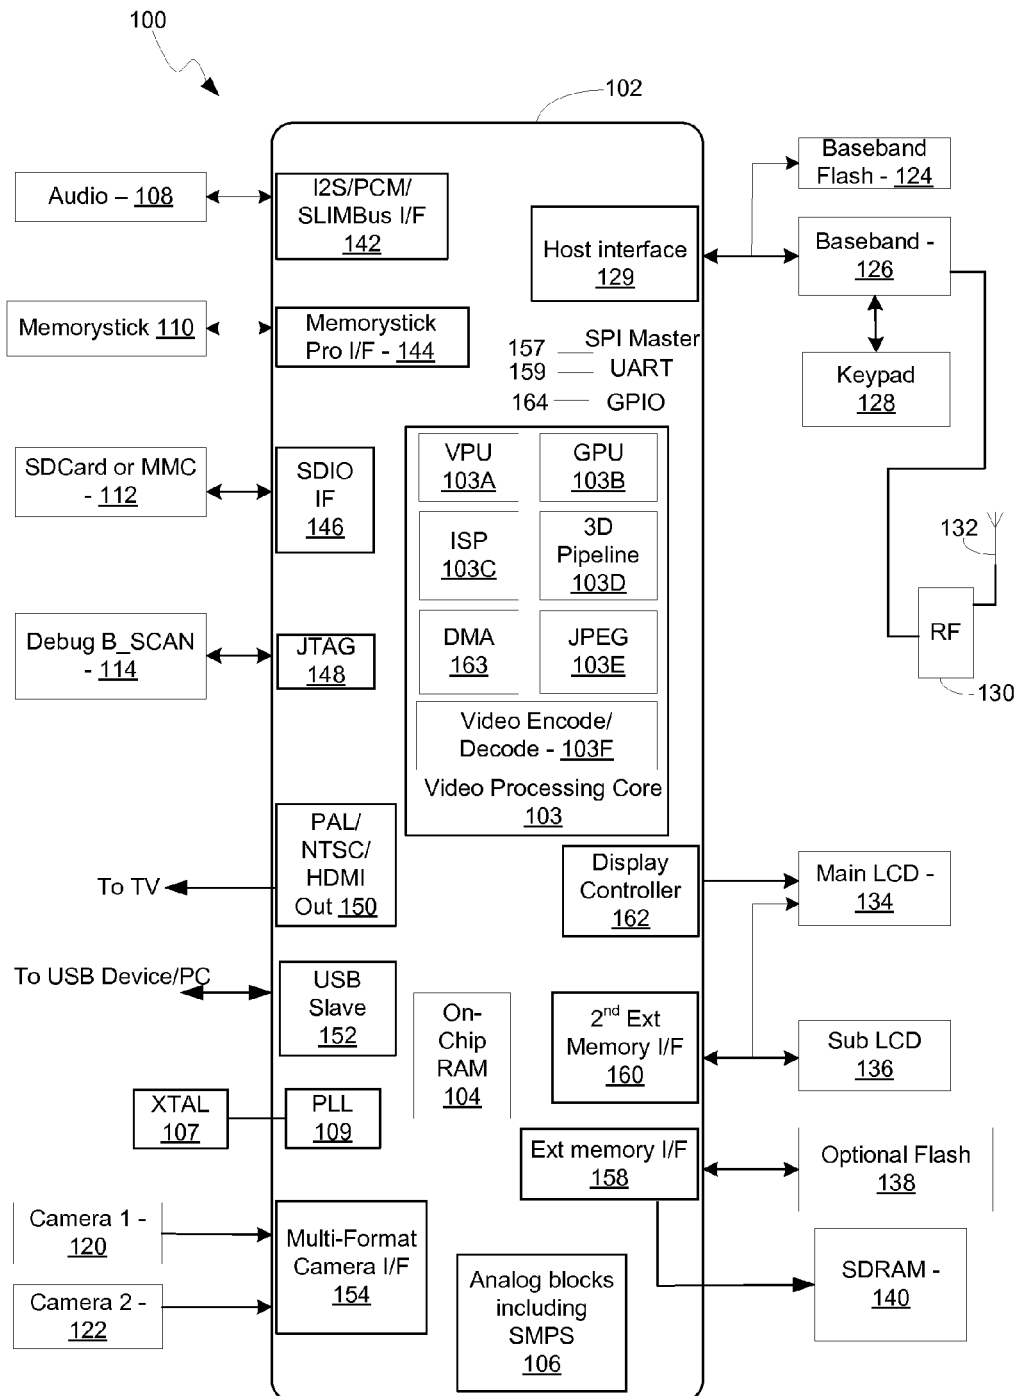 100
102
Audio – 108
I2S/PCM/
SLIMBus I/F
142
Baseband
Flash - 124
Host interface
129
Baseband -
126
Memorystick 110
Memorystick
Pro I/F - 144
157 SPI Master
159 UART
164 GPIO
Keypad
128
SDCard or MMC
- 112
SDIO
IF
146
VPU
103A
GPU
103B
ISP
103C
3D
Pipeline
103D
DMA
163
JPEG
103E
Video Encode/
Decode - 103F
Video Processing Core
103
132
RF
130
Debug B_SCAN
- 114
JTAG
148
To TV
PAL/
NTSC/
HDMI
Out 150
Display
Controller
162
Main LCD -
134
To USB Device/PC
USB
Slave
152
On-
Chip
RAM
104
2nd Ext
Memory I/F
160
Sub LCD
136
XTAL
107
PLL
109
Ext memory I/F
158
Optional Flash
138
Camera 1 -
120
Camera 2 -
122
Multi-Format
Camera I/F
154
Analog blocks
including
SMPS
106
SDRAM -
140